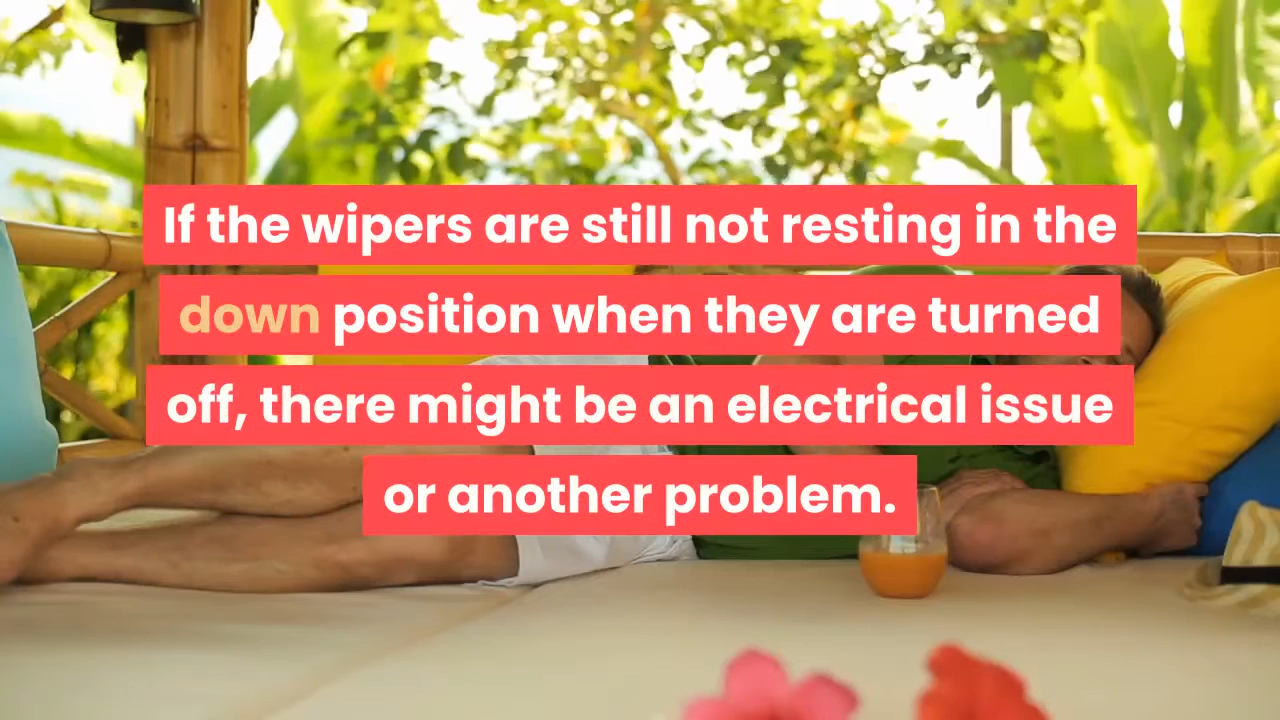 If the wipers are still not resting in the
down position when they are turned
off, there might be an electrical issue
or another problem.